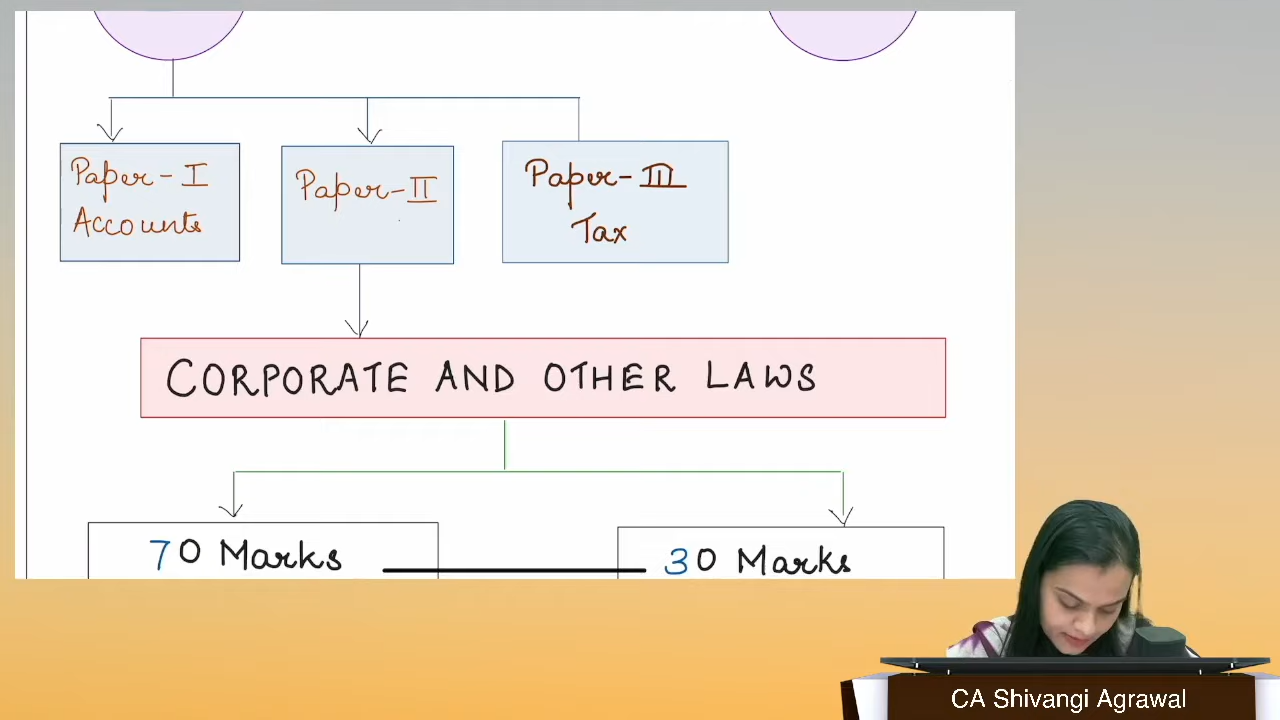 Paper - I
Accounts
Paper - II
Paper - III
Tax
CORPORATE AND OTHER LAWS
70 Marks
30 Marks
CA Shivangi Agrawal